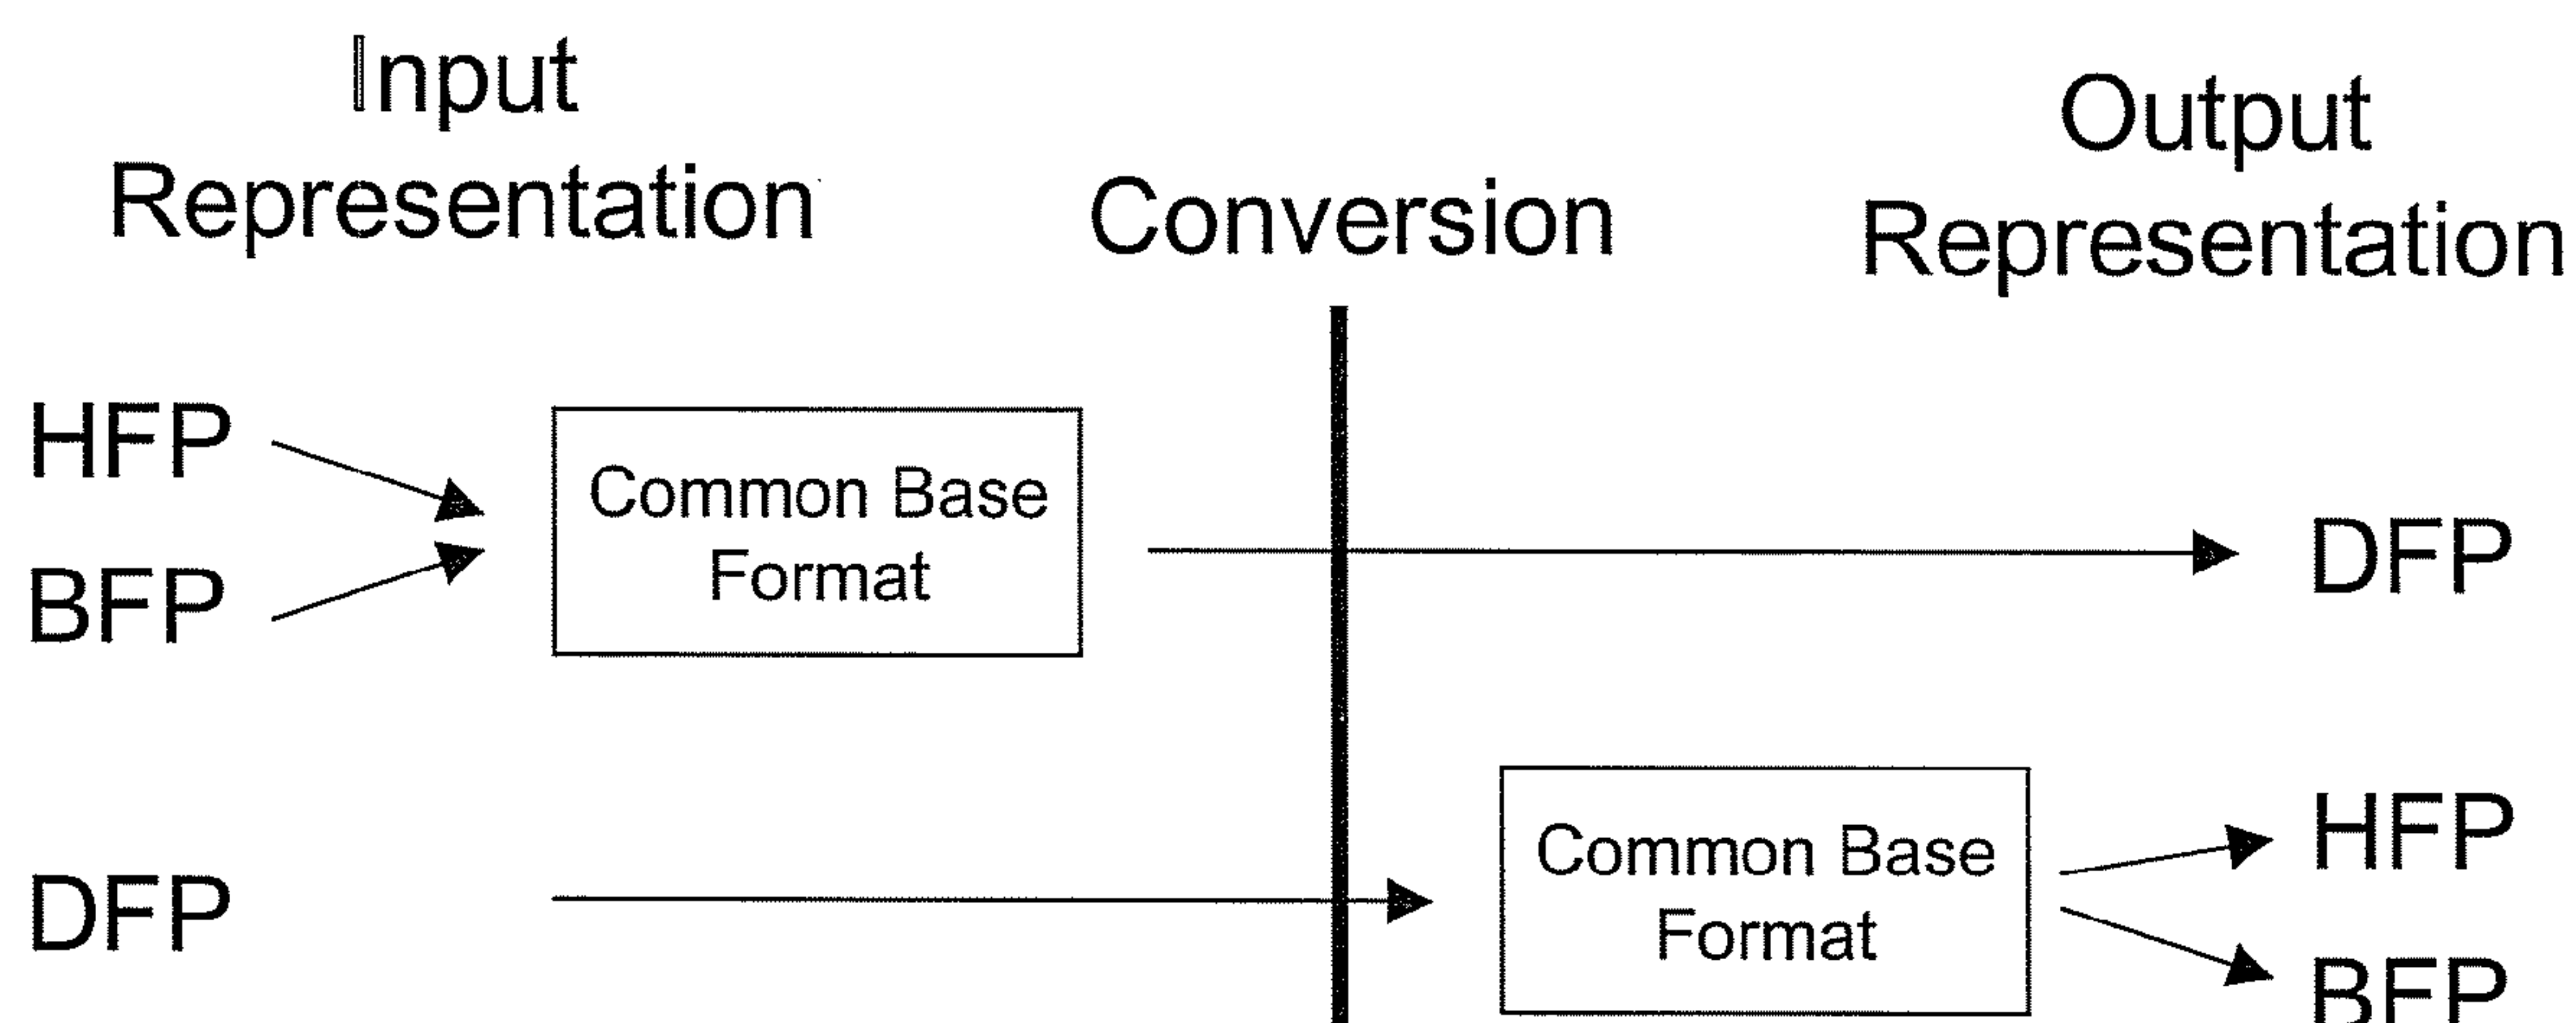 Input
Representation
Conversion
Output
Representation
HFP
BFP
Common Base
Format
DFP
DFP
Common Base
Format
HFP
BFP